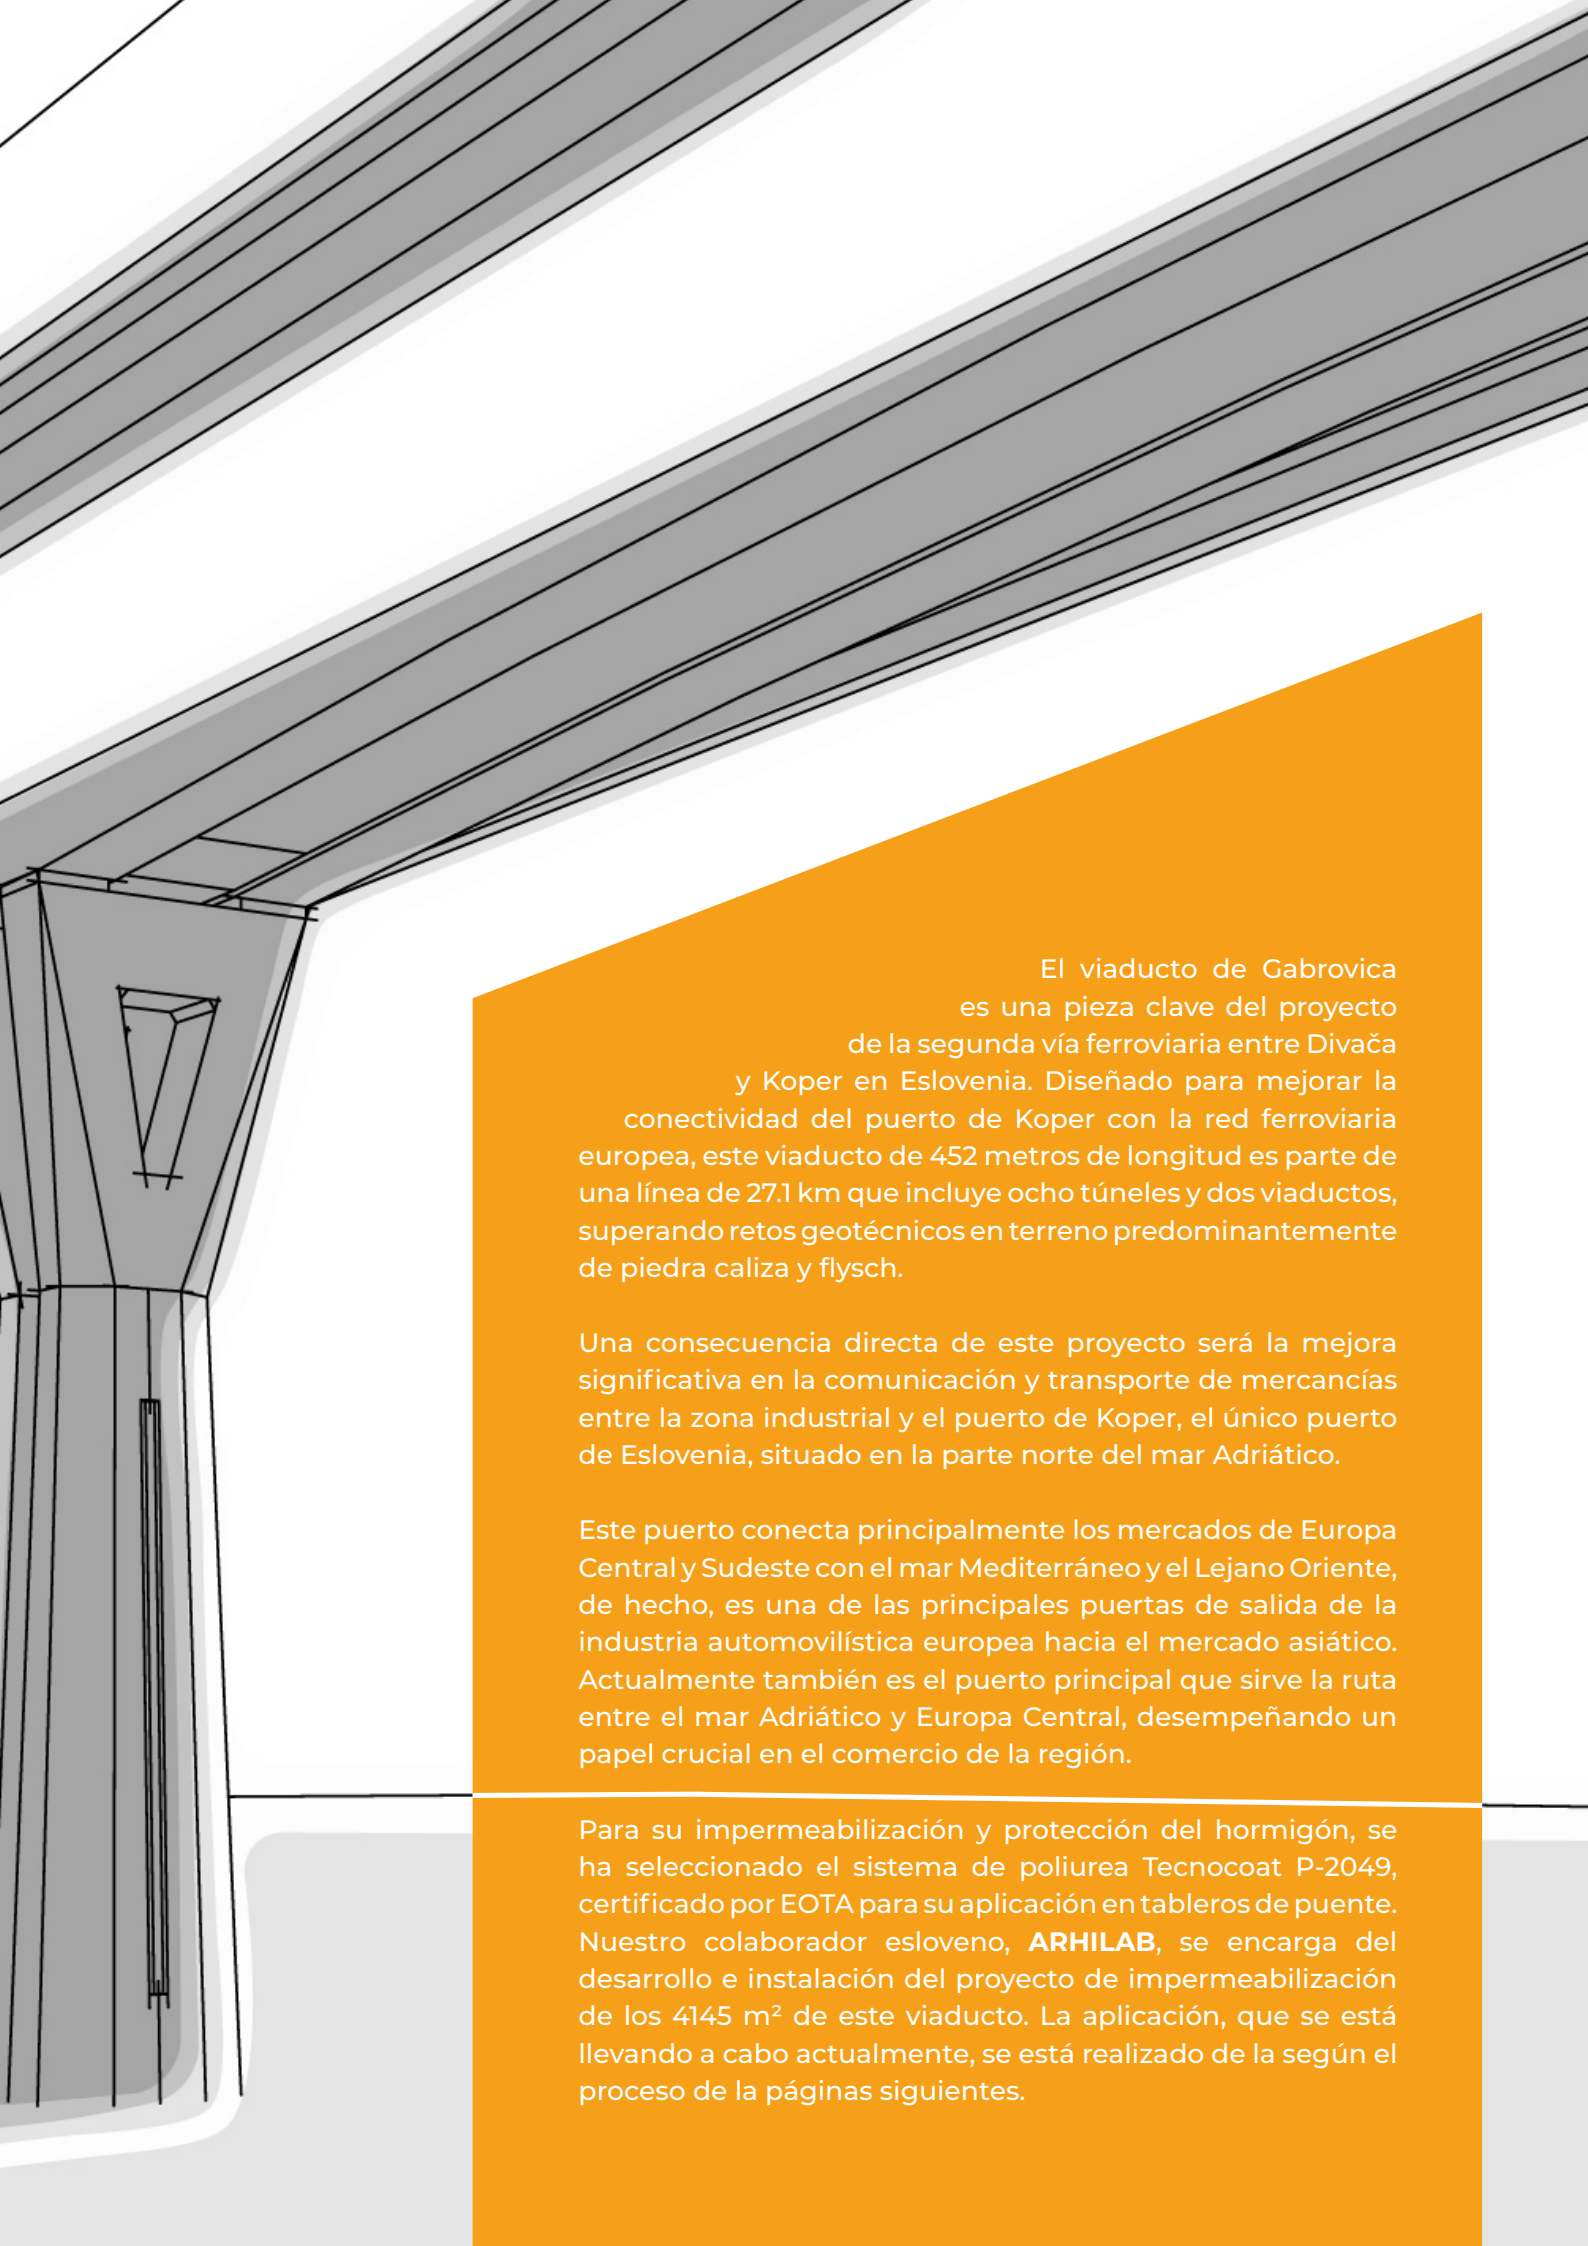 El viaducto de Gabrovica
es una pieza clave del proyecto
de la segunda vía ferroviaria entre Divača
y Koper en Eslovenia. Diseñado para mejorar la
conectividad del puerto de Koper con la red ferroviaria
europea, este viaducto de 452 metros de longitud es parte de
una línea de 27.1 km que incluye ocho túneles y dos viaductos,
superando retos geotécnicos en terreno predominantemente
de piedra caliza y flysch.
Una consecuencia directa de este proyecto será la mejora
significativa en la comunicación y transporte de mercancías
entre la zona industrial y el puerto de Koper, el único puerto
de Eslovenia, situado en la parte norte del mar Adriático.
Este puerto conecta principalmente los mercados de Europa
Central y Sudeste con el mar Mediterráneo y el Lejano Oriente,
de hecho, es una de las principales puertas de salida de la
industria automovilística europea hacia el mercado asiático.
Actualmente también es el puerto principal que sirve la ruta
entre el mar Adriático y Europa Central, desempeñando un
papel crucial en el comercio de la región.
Para su impermeabilización y protección del hormigón, se
ha seleccionado el sistema de poliurea Tecnocoat P-2049,
certificado por EOTA para su aplicación en tableros de puente.
Nuestro colaborador esloveno, ARHILAB, se encarga del
desarrollo e instalación del proyecto de impermeabilización
de los 4145 m² de este viaducto. La aplicación, que se está
llevando a cabo actualmente, se está realizado de la según el
proceso de la páginas siguientes.